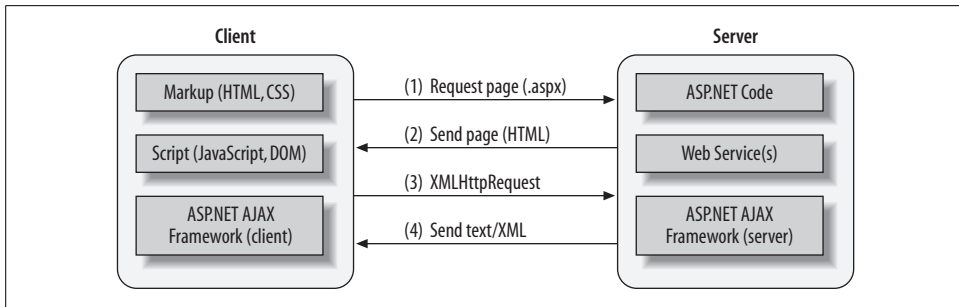 Client
Server
Markup (HTML, CSS)
(1) Request page (.aspx)
ASP.NET Code
(2) Send page (HTML)
Script (JavaScript, DOM)
Web Service(s)
(3) XMLHttpRequest
ASP.NET AJAX
Framework (client)
(4) Send text/XML
ASP.NET AJAX
Framework (server)